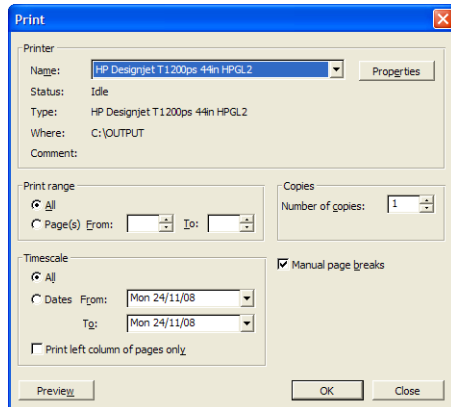 Print
Printer
Name: HP Designjet T1200ps 44in HPGL2 Properties
Status: Idle
Type: HP Designjet T1200ps 44in HPGL2
Where: C:\OUTPUT
Comment:
Print range
All
Page(s) From: To:
Copies
Number of copies: 1
Timescale
All
Dates From: Mon 24/11/08
To: Mon 24/11/08
Print left column of pages only
Manual page breaks
Preview OK Close